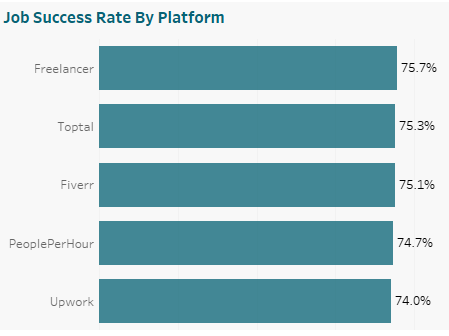 Job Success Rate By Platform
Freelancer 75.7%
Toptal 75.3%
Fiverr 75.1%
PeoplePerHour 74.7%
Upwork 74.0%